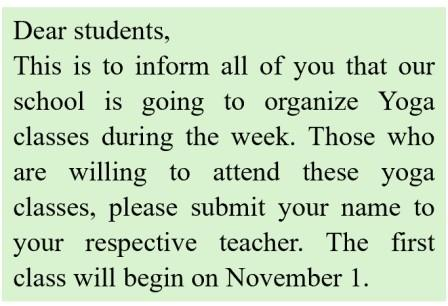 Dear students,
This is to inform all of you that our
school is going to organize Yoga
classes during the week. Those who
are willing to attend these yoga
classes, please submit your name to
your respective teacher. The first
class will begin on November 1.